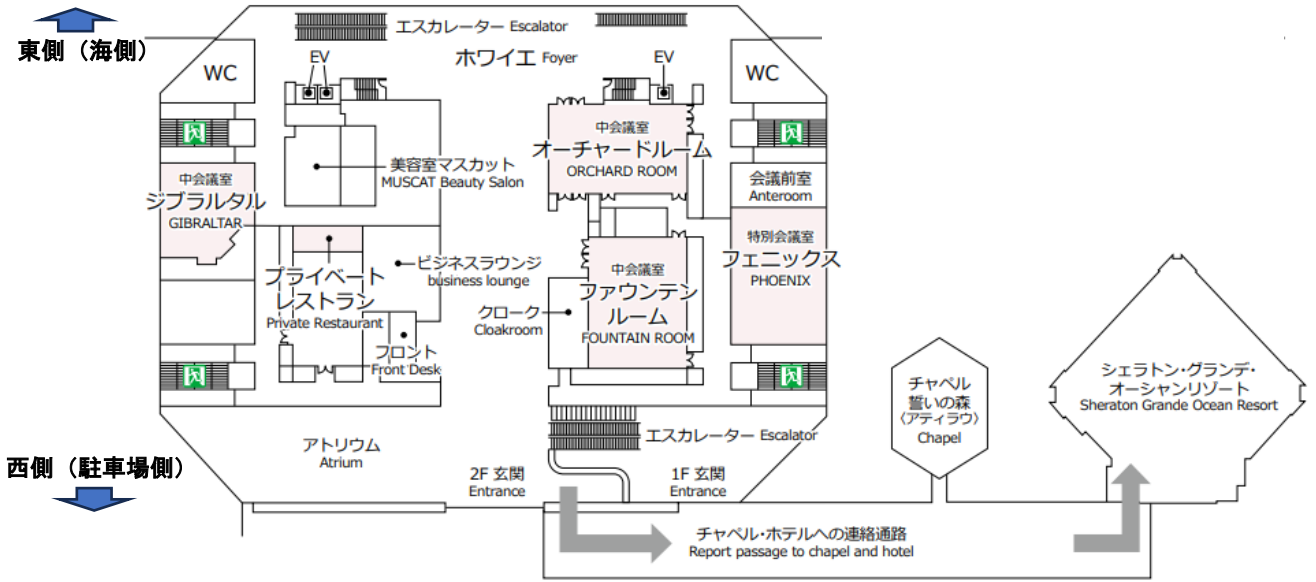 東側(海側)
エスカレーター Escalator
ホワイエ Foyer
WC
EV
EV
WC
中会議室
オーチャードルーム
ORCHARD ROOM
美容室マスカット
MUSCAT Beauty Salon
中会議室
ジブラルタル
GIBRALTAR
会議前室
Anteroom
特別会議室
フェニックス
PHOENIX
ビジネスラウンジ
business lounge
プライベート
レストラン
Private Restaurant
中会議室
ファウンテン
ルーム
FOUNTAIN ROOM
クローク
Cloakroom
フロント
Front Desk
チャペル
誓いの森
〈アティラウ〉
Chapel
シェラトン・グランデ・
オーシャンリゾート
Sheraton Grande Ocean Resort
エスカレーター Escalator
アトリウム
Atrium
西側(駐車場側)
2F 玄関
Entrance
1F 玄関
Entrance
チャペル・ホテルへの連絡通路
Report passage to chapel and hotel